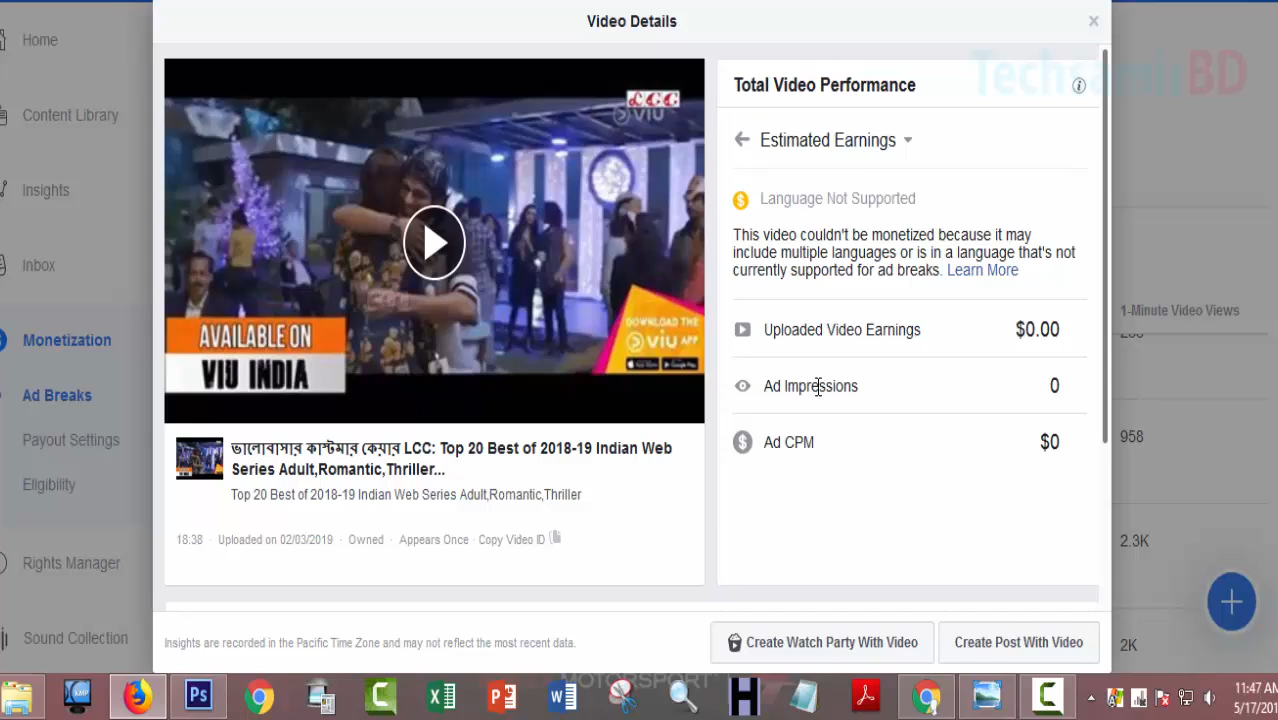 Video Details
×
TechsamirBD
Home
Content Library
Insights
Inbox
Monetization
Ad Breaks
Payout Settings
Eligibility
Rights Manager
Sound Collection
LCC
VIU
AVAILABLE ON
VIU INDIA
DOWNLOAD THE
VIU APP
ভালোবাসার কাস্টমার কেয়ার LCC: Top 20 Best of 2018-19 Indian Web
Series Adult,Romantic,Thriller...
Top 20 Best of 2018-19 Indian Web Series Adult,Romantic,Thriller
18:38 · Uploaded on 02/03/2019 · Owned · Appears Once · Copy Video ID
Total Video Performance
Estimated Earnings
Language Not Supported
This video couldn't be monetized because it may
include multiple languages or is in a language that's not
currently supported for ad breaks. Learn More
Uploaded Video Earnings $0.00
Ad Impressions 0
Ad CPM $0
1-Minute Video Views
958
2.3K
2K
Insights are recorded in the Pacific Time Zone and may not reflect the most recent data.
Create Watch Party With Video
Create Post With Video
MOTORSPORT
11:47 AM
5/17/201